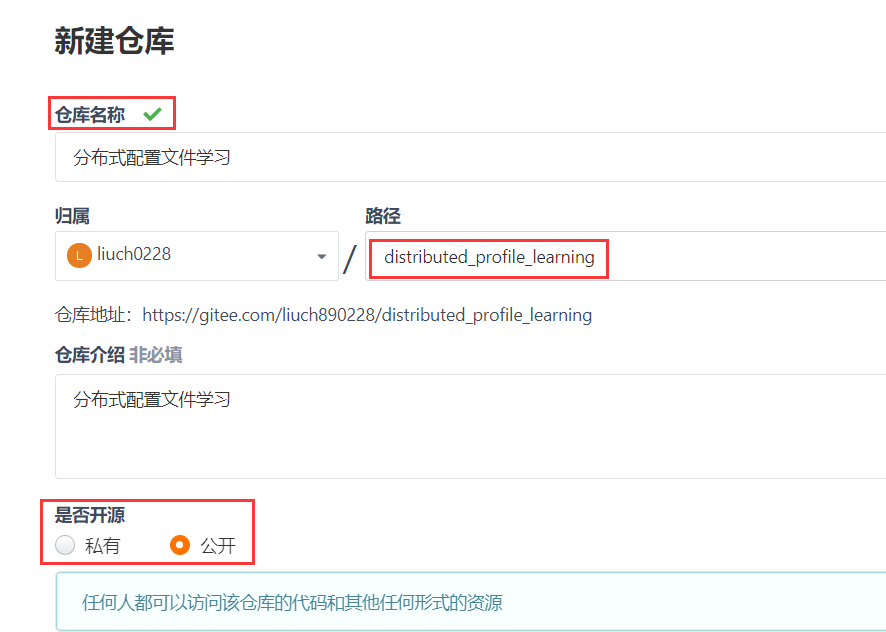 新建仓库
仓库名称
分布式配置文件学习
归属 路径
L liuch0228 / distributed_profile_learning
仓库地址：https://gitee.com/liuch890228/distributed_profile_learning
仓库介绍 非必填
分布式配置文件学习
是否开源
私有 公开
任何人都可以访问该仓库的代码和其他任何形式的资源